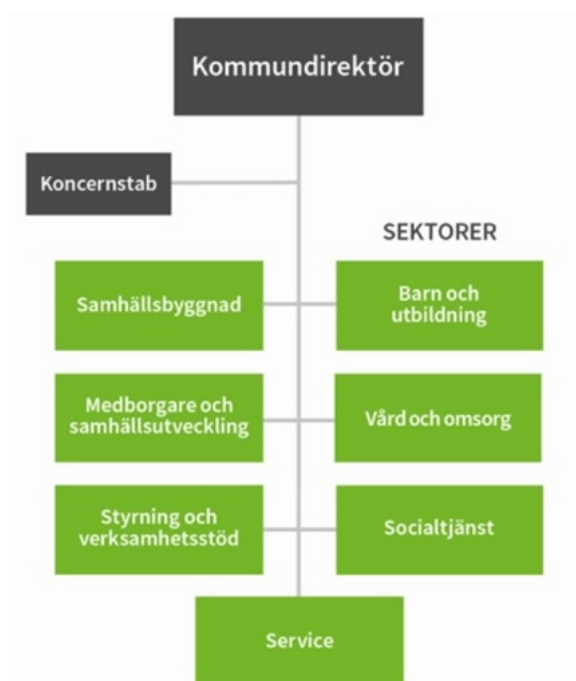 Kommundirektör
Koncernstab
SEKTORER
Samhällsbyggnad
Barn och
utbildning
Medborgare och
samhällsutveckling
Vård och omsorg
Styrning och
verksamhetsstöd
Socialtjänst
Service